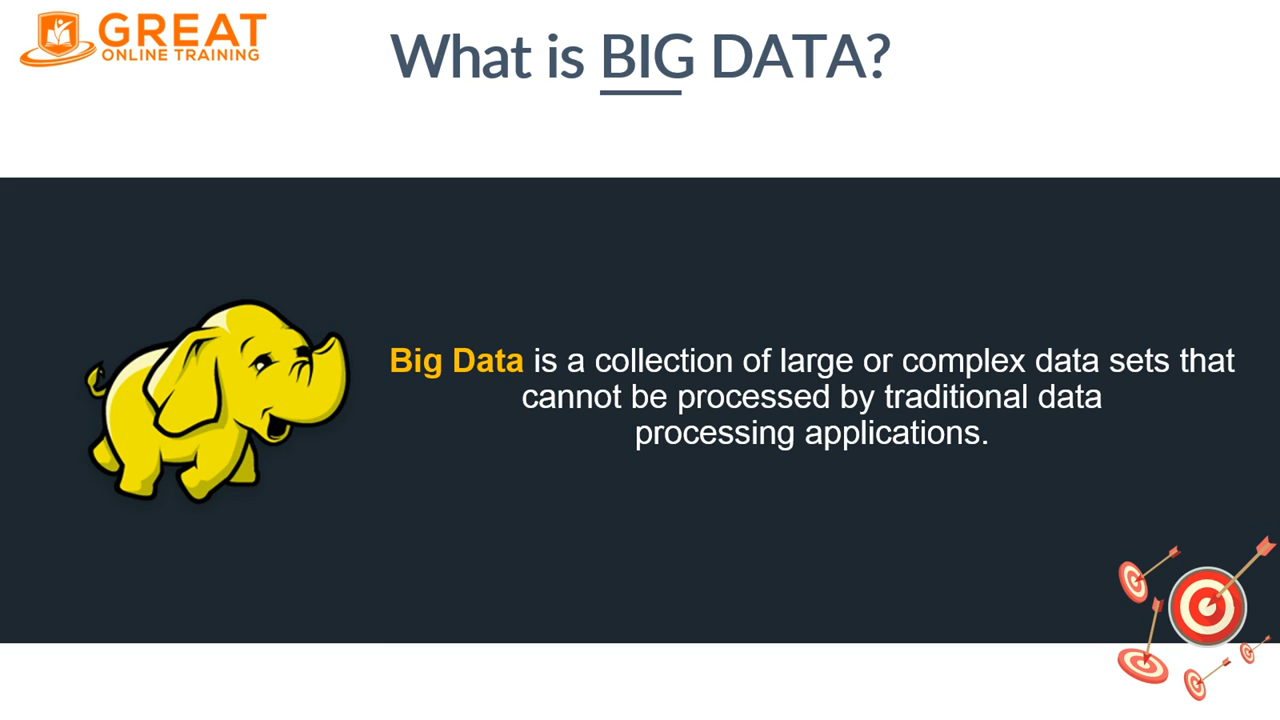 GREAT
ONLINE TRAINING
What is BIG DATA?
Big Data is a collection of large or complex data sets that
cannot be processed by traditional data
processing applications.